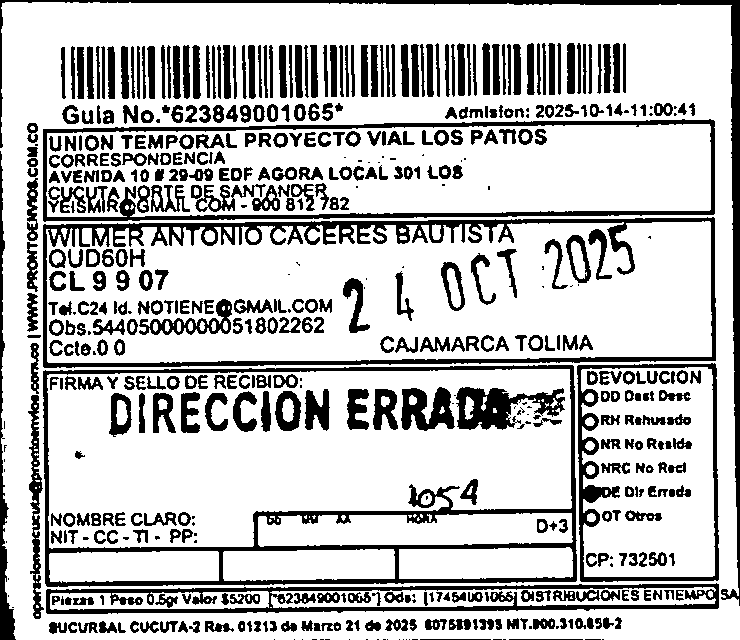 Guia No.*623849001065*
Admision: 2025-10-14-11:00:41
UNION TEMPORAL PROYECTO VIAL LOS PATIOS
CORRESPONDENCIA
AVENIDA 10 # 29-09 EDF AGORA LOCAL 301 LOS
CUCUTA NORTE DE SANTANDER
YEISMIR@GMAIL COM - 900 812 782
WILMER ANTONIO CACERES BAUTISTA
QUD60H
CL 9 9 07
24 OCT 2025
Tel.C24 Id. NOTIENE@GMAIL.COM
Obs.544050000000051802262
Ccte.0 0
CAJAMARCA TOLIMA
FIRMA Y SELLO DE RECIBIDO:
DIRECCION ERRADA
1054
NOMBRE CLARO:
NIT - CC - TI - PP:
DD MM AA HORA
D+3
DEVOLUCION
DD Dest Desc
RH Rehusado
NR No Reside
NRC No Recl
DE Dir Errada
OT Otros
CP: 732501
Piezas 1 Peso 0.5gr Valor $5200 [*623849001065*] Ods: [17454001065] DISTRIBUCIONES ENTIEMPO SA
SUCURSAL CUCUTA-2 Res. 01213 de Marzo 21 de 2025 6075891393 NIT.900.310.856-2
operacionescucuta@prontoenvios.com.co | WWW.PRONTOENVIOS.COM.CO